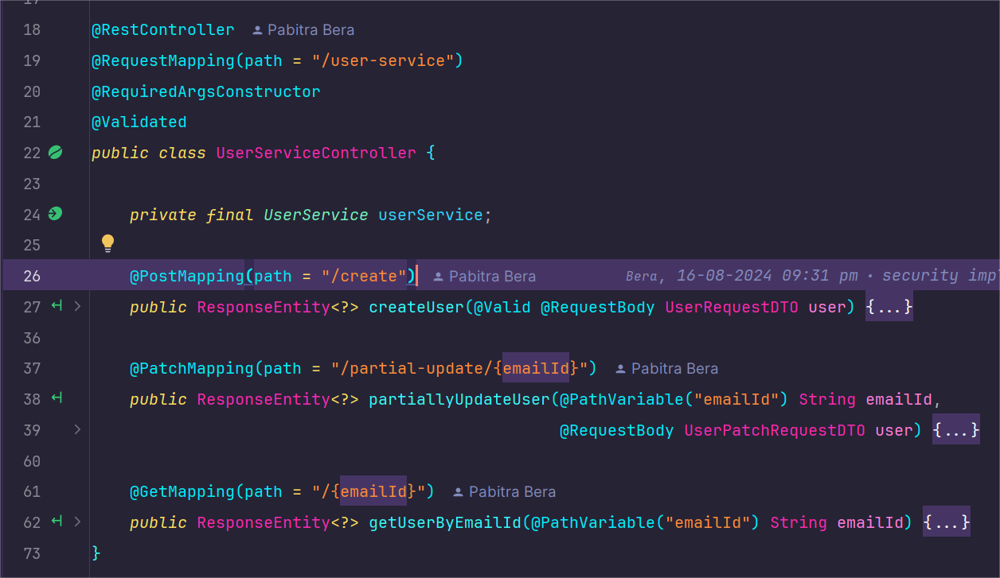 18 @RestController Pabitra Bera
19 @RequestMapping(path = "/user-service")
20 @RequiredArgsConstructor
21 @Validated
22 public class UserServiceController {
23
24 private final UserService userService;
25
26 @PostMapping(path = "/create") Pabitra Bera Bera, 16-08-2024 09:31 pm · security imp
27 public ResponseEntity<?> createUser(@Valid @RequestBody UserRequestDTO user) {...}
36
37 @PatchMapping(path = "/partial-update/{emailId}") Pabitra Bera
38 public ResponseEntity<?> partiallyUpdateUser(@PathVariable("emailId") String emailId,
39 @RequestBody UserPatchRequestDTO user) {...}
60
61 @GetMapping(path = "/{emailId}") Pabitra Bera
62 public ResponseEntity<?> getUserByEmailId(@PathVariable("emailId") String emailId) {...}
73 }